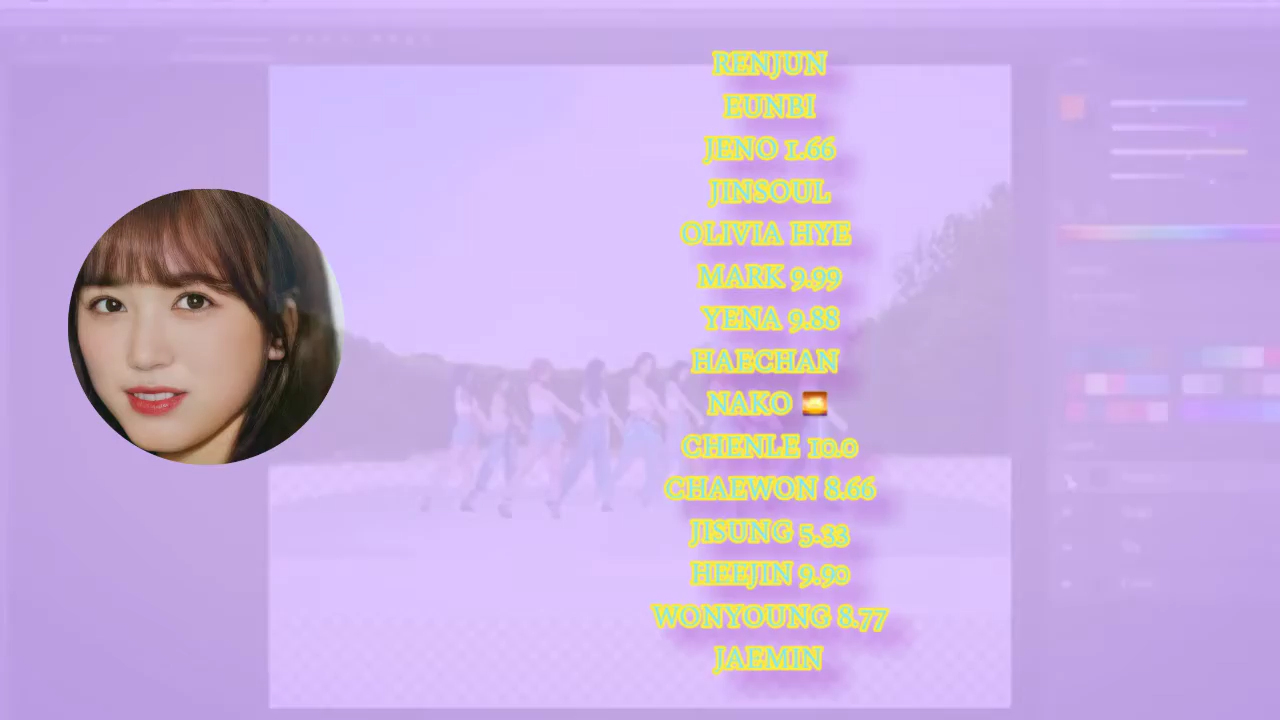 RENJUN
EUNBI
JENO 1.66
JINSOUL
OLIVIA HYE
MARK 9.99
YENA 9.88
HAECHAN
NAKO 🌅
CHENLE 10.0
CHAEWON 8.66
JISUNG 5.33
HEEJIN 9.90
WONYOUNG 8.77
JAEMIN